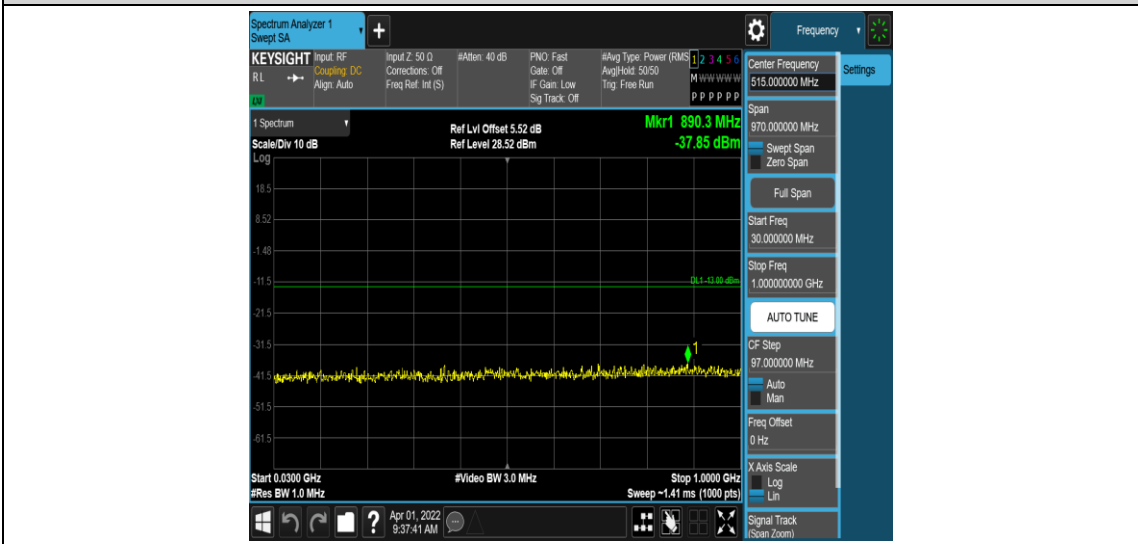 Spectrum Analyzer 1
Swept SA
+
Frequency
KEYSIGHT
RL
LXI
Input: RF
Coupling: DC
Align: Auto
Input Z: 50 Ω
Corrections: Off
Freq Ref: Int (S)
#Atten: 40 dB
PNO: Fast
Gate: Off
IF Gain: Low
Sig Track: Off
#Avg Type: Power (RMS
Avg|Hold: 50/50
Trig: Free Run
1 2 3 4 5 6
M W W W W W
P P P P P P
1 Spectrum
Scale/Div 10 dB
Log
Ref Lvl Offset 5.52 dB
Ref Level 28.52 dBm
Mkr1 890.3 MHz
-37.85 dBm
18.5
8.52
-1.48
-11.5
DL1 -13.00 dBm
-21.5
-31.5
1
-41.5
-51.5
-61.5
Start 0.0300 GHz
#Res BW 1.0 MHz
#Video BW 3.0 MHz
Stop 1.0000 GHz
Sweep ~1.41 ms (1000 pts)
?
Apr 01, 2022
9:37:41 AM
Center Frequency
515.000000 MHz
Settings
Span
970.000000 MHz
Swept Span
Zero Span
Full Span
Start Freq
30.000000 MHz
Stop Freq
1.000000000 GHz
AUTO TUNE
CF Step
97.000000 MHz
Auto
Man
Freq Offset
0 Hz
X Axis Scale
Log
Lin
Signal Track
(Span Zoom)